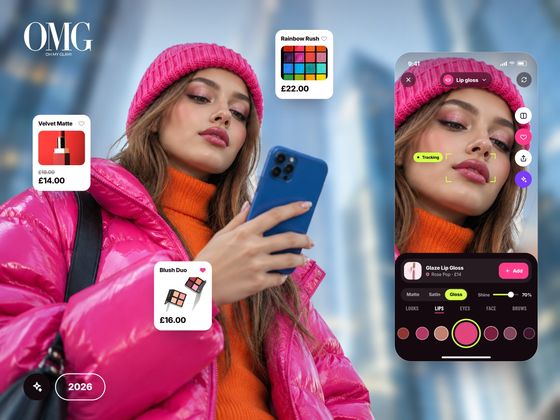 OMG
OH MY GLAM!
Rainbow Rush
£22.00
Velvet Matte
£18.00
£14.00
Blush Duo
£16.00
2026
9:41
Lip gloss
Tracking
Glaze Lip Gloss
Rose Pop · £14
+ Add
Matte
Satin
Gloss
Shine
70%
LOOKS
LIPS
EYES
FACE
BROWS